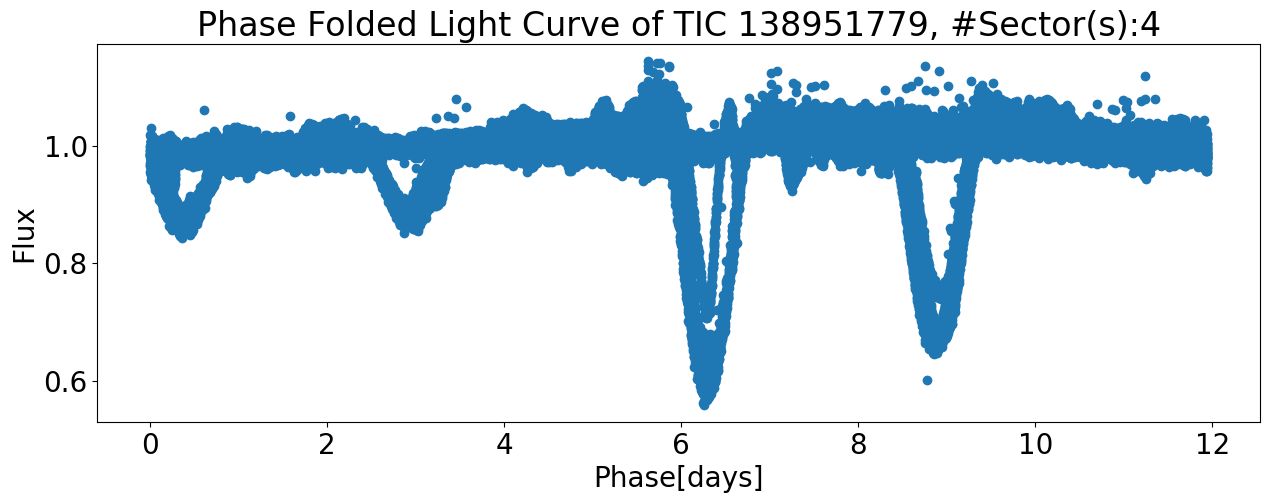 Phase Folded Light Curve of TIC 138951779, #Sector(s):4
1.0
0.8
0.6
Flux
0 2 4 6 8 10 12
Phase[days]